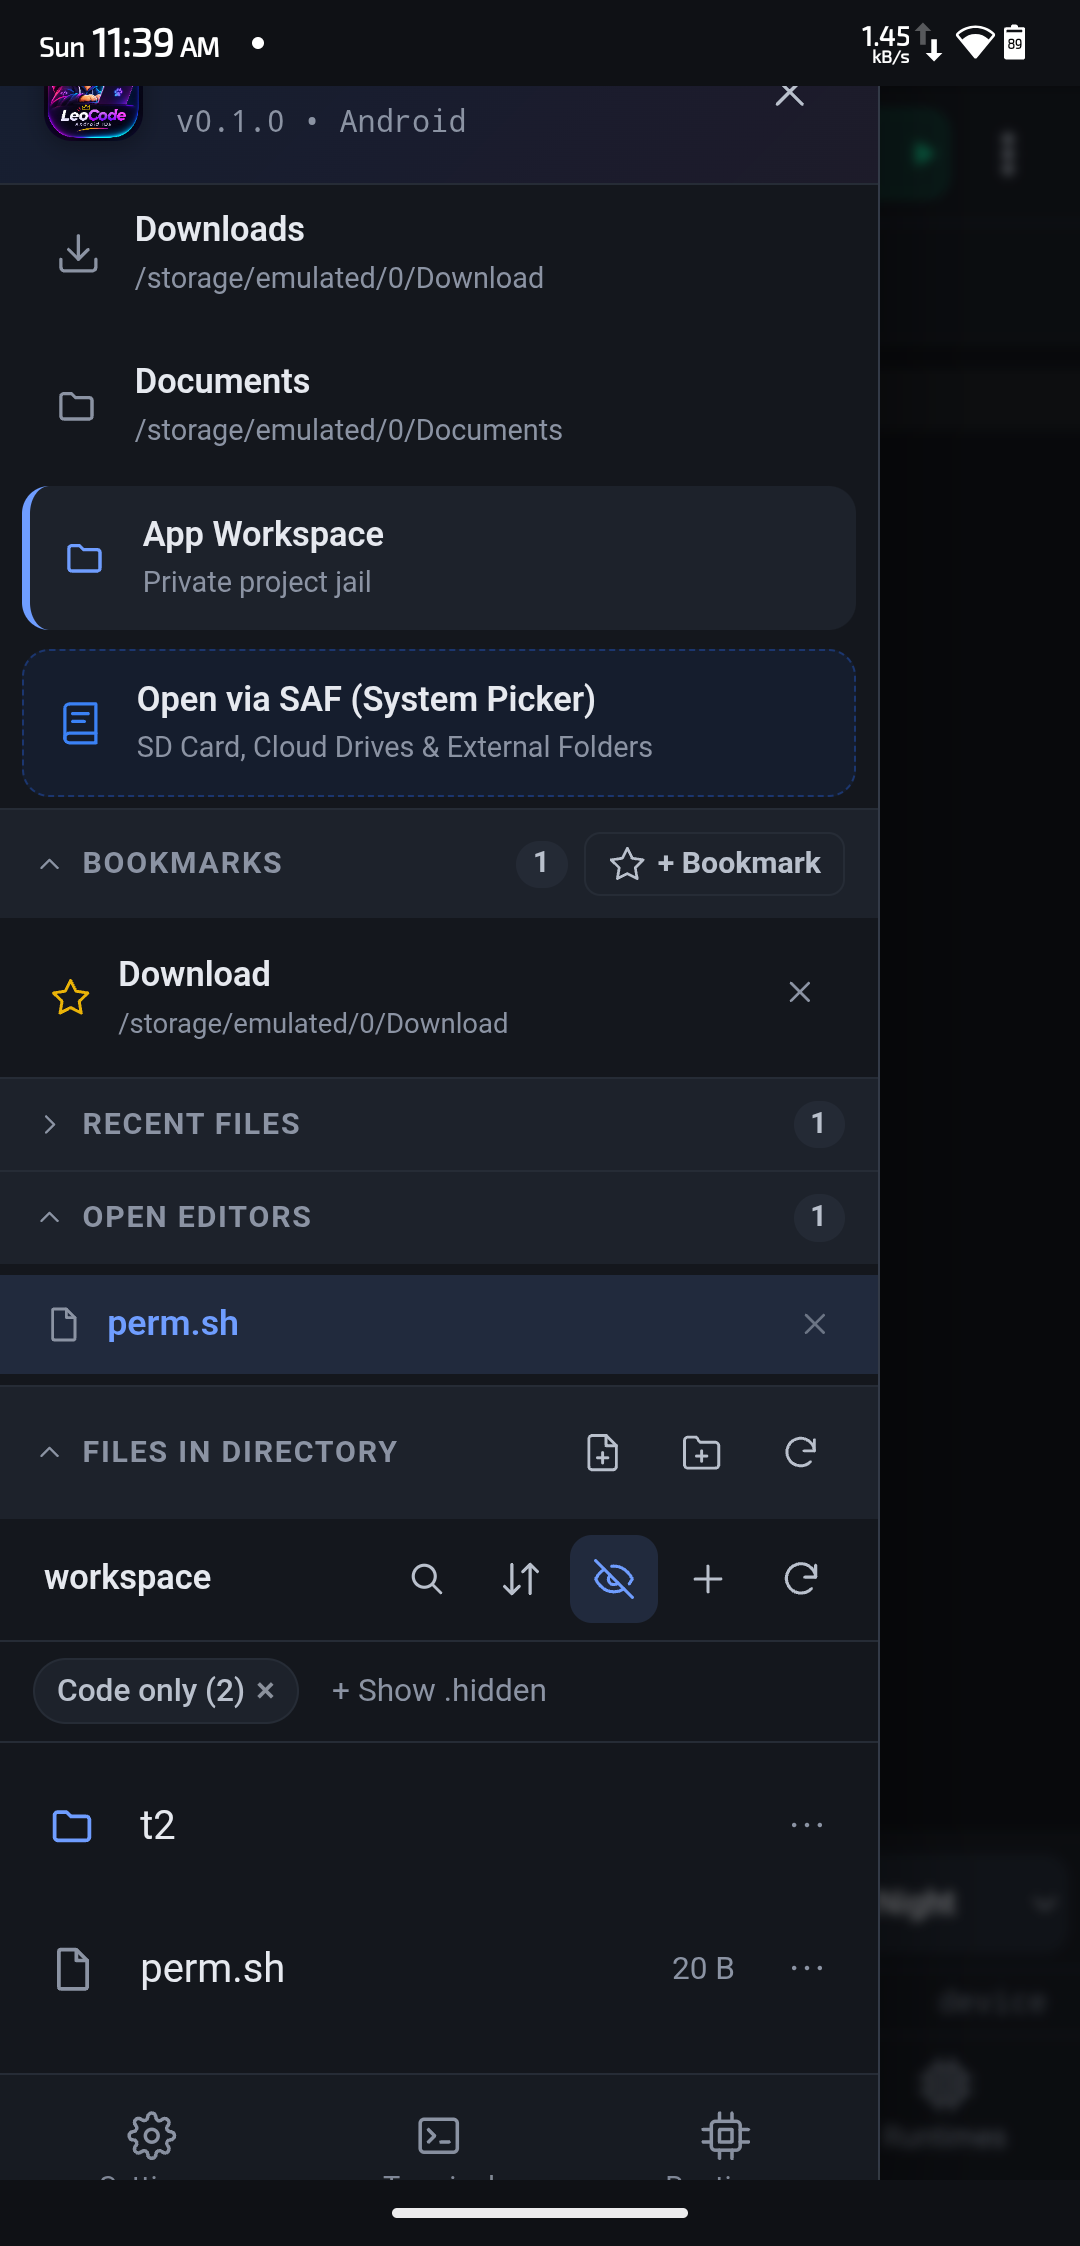 Sun 11:39 AM
1.45
kB/s
89
LeoCode
v0.1.0 • Android
Downloads
/storage/emulated/0/Download
Documents
/storage/emulated/0/Documents
App Workspace
Private project jail
Open via SAF (System Picker)
SD Card, Cloud Drives & External Folders
BOOKMARKS
1
+ Bookmark
Download
/storage/emulated/0/Download
RECENT FILES
1
OPEN EDITORS
1
perm.sh
FILES IN DIRECTORY
workspace
Code only (2) ×
+ Show .hidden
t2
perm.sh
20 B
device
Runtimes